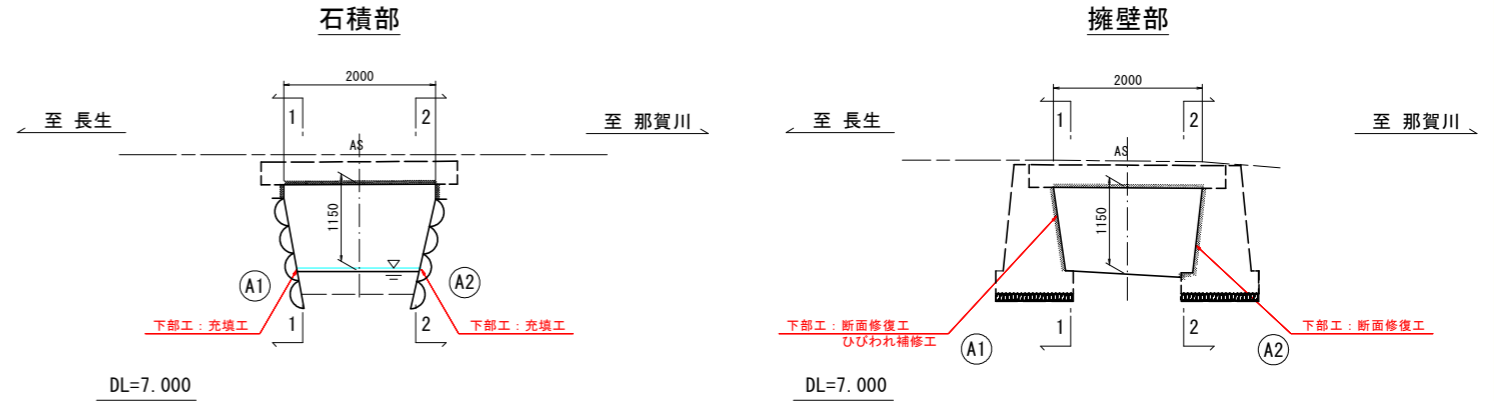 石積部
2000
1
2
至 長生
至 那賀川
AS
1150
A1
A2
下部工：充填工
下部工：充填工
1
2
DL=7.000
擁壁部
2000
1
2
至 長生
至 那賀川
AS
1150
下部工：断面修復工
ひびわれ補修工
下部工：断面修復工
A1
A2
1
2
DL=7.000